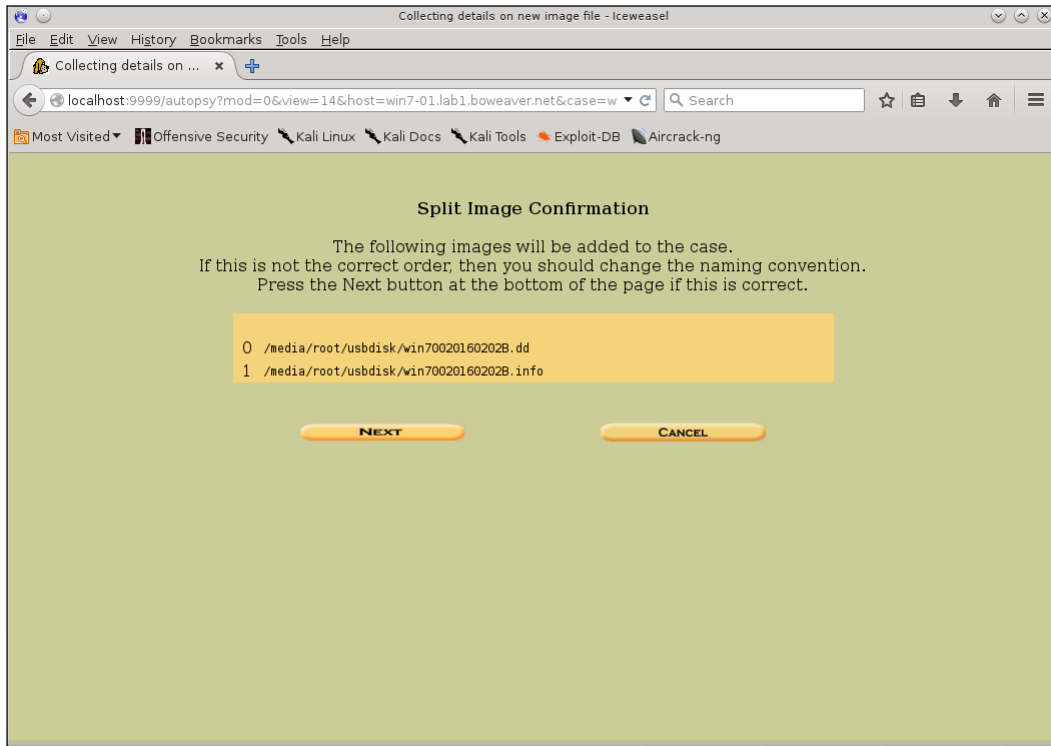 Collecting details on new image file - Iceweasel
File Edit View History Bookmarks Tools Help
Collecting details on ...
localhost:9999/autopsy?mod=0&view=14&host=win7-01.lab1.boweaver.net&case=w
Search
Most Visited Offensive Security Kali Linux Kali Docs Kali Tools Exploit-DB Aircrack-ng
Split Image Confirmation
The following images will be added to the case.
If this is not the correct order, then you should change the naming convention.
Press the Next button at the bottom of the page if this is correct.
0 /media/root/usbdisk/win70020160202B.dd
1 /media/root/usbdisk/win70020160202B.info
NEXT CANCEL